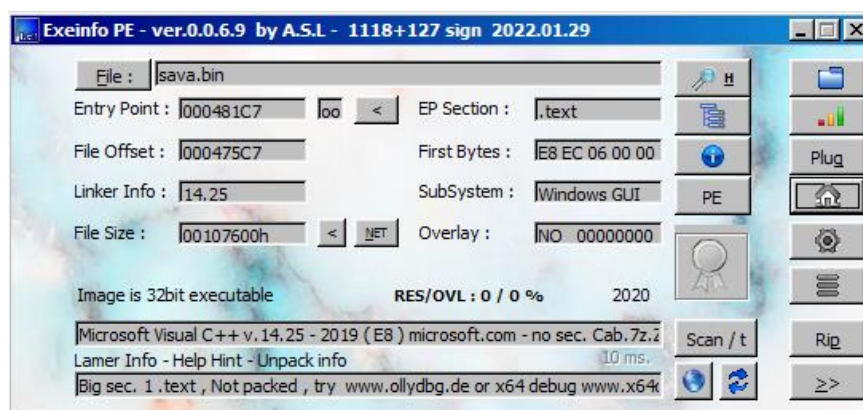 Exeinfo PE - ver.0.0.6.9 by A.S.L - 1118+127 sign 2022.01.29
File : sava.bin H
Entry Point : 000481C7 oo < EP Section : .text
File Offset : 000475C7 First Bytes : E8 EC 06 00 00 Plug
Linker Info : 14.25 SubSystem : Windows GUI PE
File Size : 00107600h < NET Overlay : NO 00000000
Image is 32bit executable RES/OVL : 0 / 0 % 2020
Microsoft Visual C++ v.14.25 - 2019 ( E8 ) microsoft.com - no sec. Cab.7z.Z Scan / t Rip
Lamer Info - Help Hint - Unpack info 10 ms.
Big sec. 1 .text , Not packed , try www.ollydbg.de or x64 debug www.x64 >>